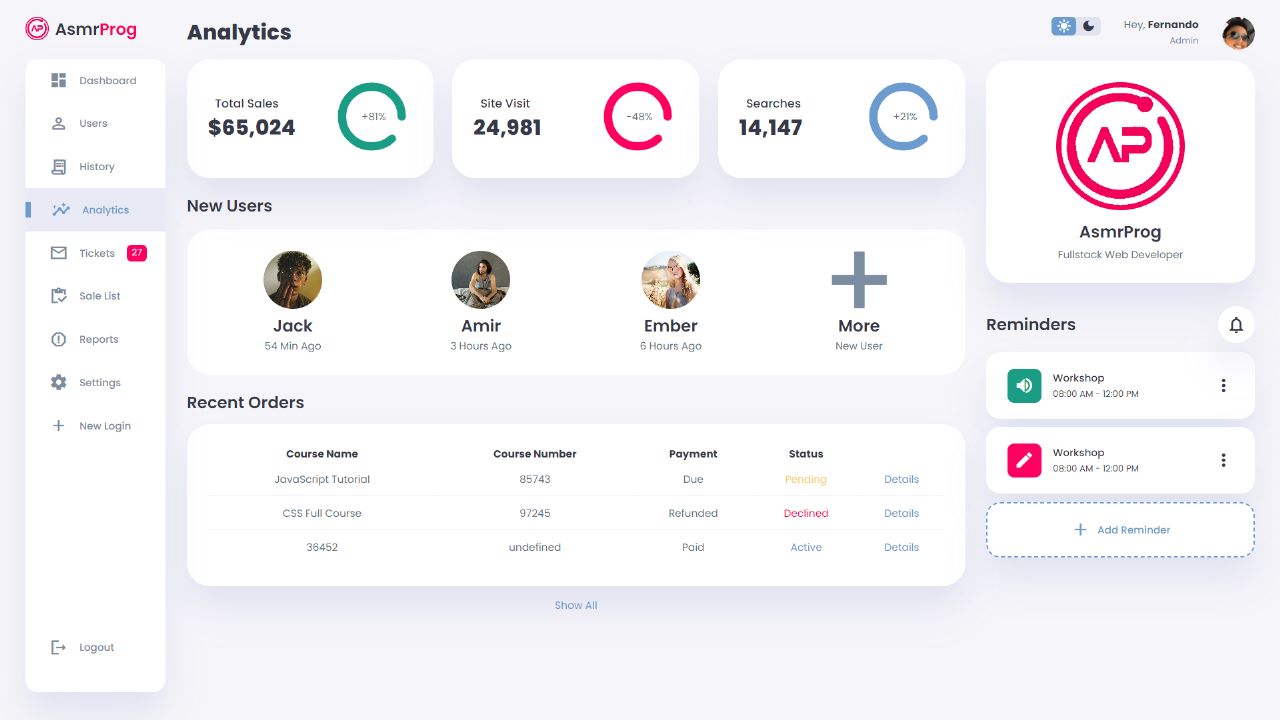 AsmrProg
Dashboard
Users
History
Analytics
Tickets 27
Sale List
Reports
Settings
New Login
Logout
Analytics
Total Sales
$65,024
+81%
Site Visit
24,981
-48%
Searches
14,147
+21%
New Users
Jack
54 Min Ago
Amir
3 Hours Ago
Ember
6 Hours Ago
More
New User
Recent Orders
Course Name Course Number Payment Status
JavaScript Tutorial 85743 Due Pending Details
CSS Full Course 97245 Refunded Declined Details
36452 undefined Paid Active Details
Show All
Hey, Fernando
Admin
AP
AsmrProg
Fullstack Web Developer
Reminders
Workshop
08:00 AM - 12:00 PM
Workshop
08:00 AM - 12:00 PM
Add Reminder